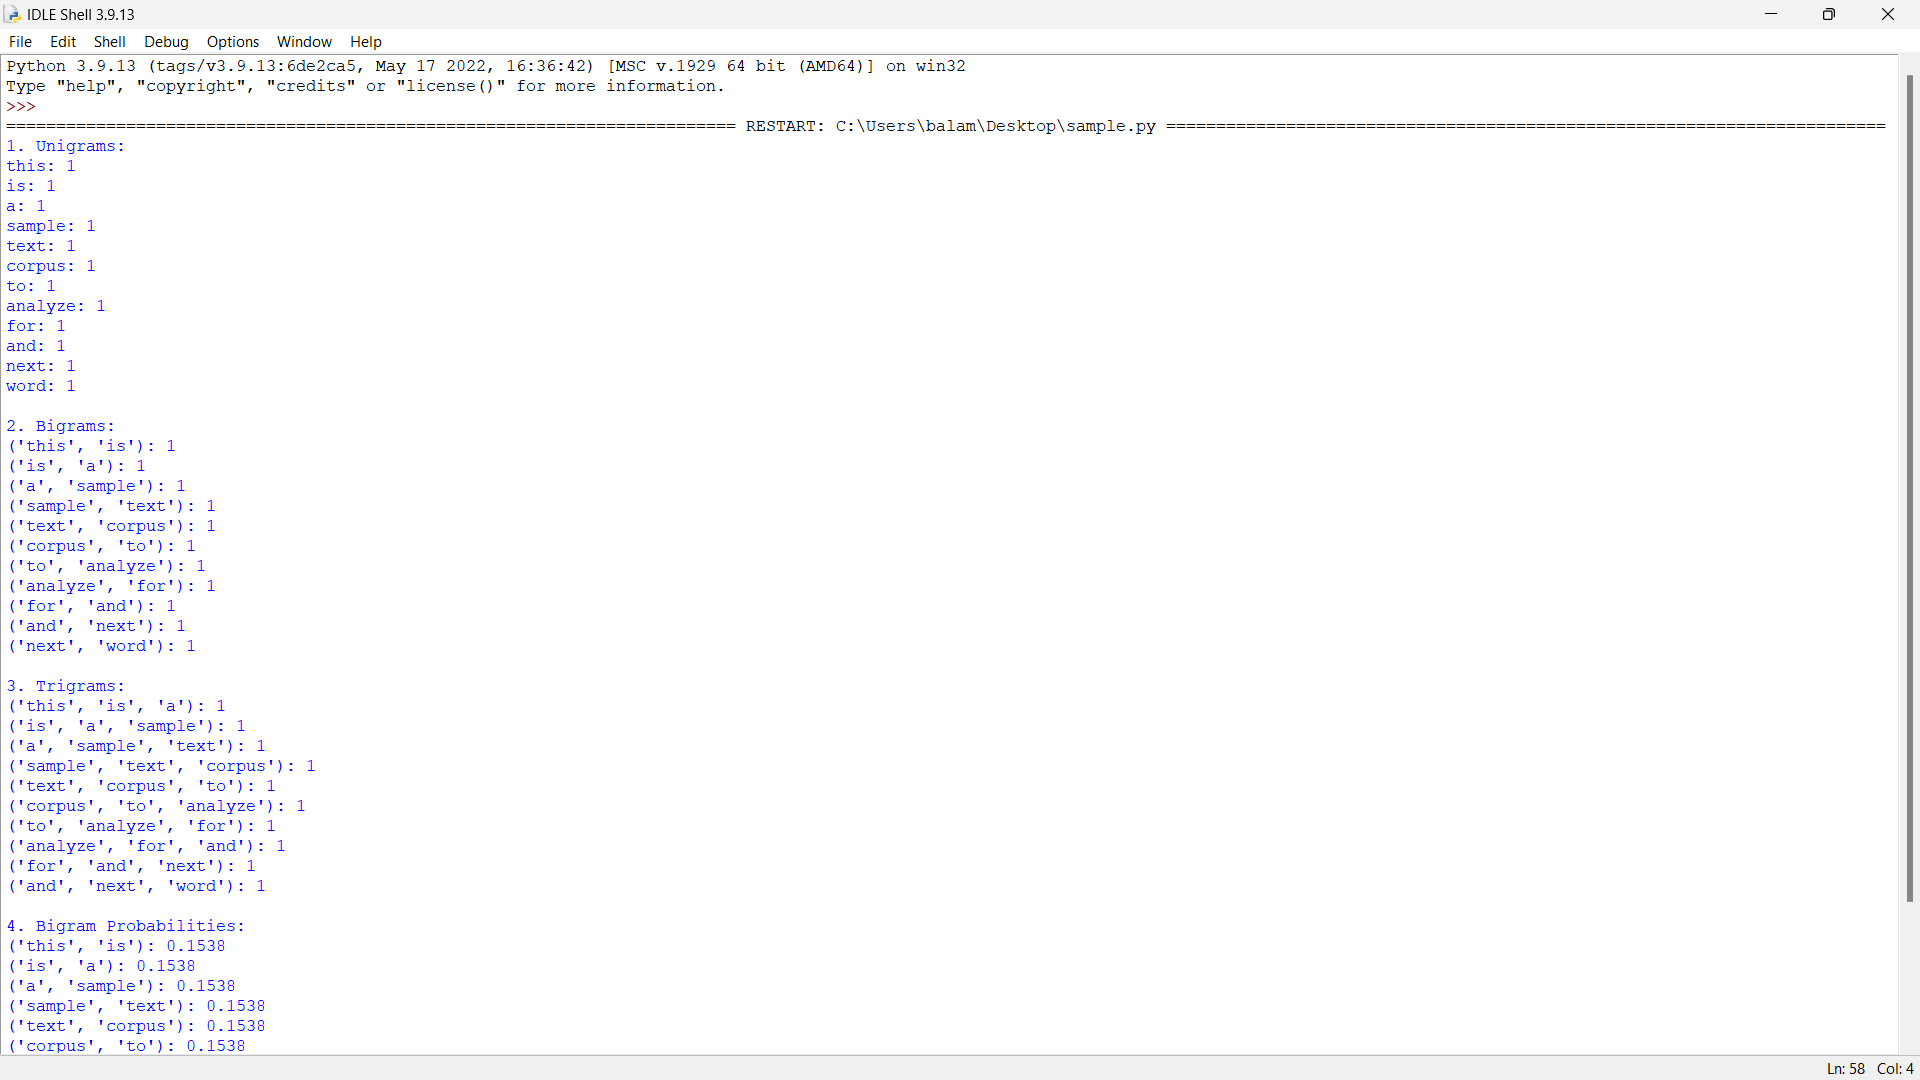 IDLE Shell 3.9.13
File Edit Shell Debug Options Window Help
Python 3.9.13 (tags/v3.9.13:6de2ca5, May 17 2022, 16:36:42) [MSC v.1929 64 bit (AMD64)] on win32
Type "help", "copyright", "credits" or "license()" for more information.
>>>
========================================================================= RESTART: C:\Users\balam\Desktop\sample.py ========================================================================
1. Unigrams:
this: 1
is: 1
a: 1
sample: 1
text: 1
corpus: 1
to: 1
analyze: 1
for: 1
and: 1
next: 1
word: 1
2. Bigrams:
('this', 'is'): 1
('is', 'a'): 1
('a', 'sample'): 1
('sample', 'text'): 1
('text', 'corpus'): 1
('corpus', 'to'): 1
('to', 'analyze'): 1
('analyze', 'for'): 1
('for', 'and'): 1
('and', 'next'): 1
('next', 'word'): 1
3. Trigrams:
('this', 'is', 'a'): 1
('is', 'a', 'sample'): 1
('a', 'sample', 'text'): 1
('sample', 'text', 'corpus'): 1
('text', 'corpus', 'to'): 1
('corpus', 'to', 'analyze'): 1
('to', 'analyze', 'for'): 1
('analyze', 'for', 'and'): 1
('for', 'and', 'next'): 1
('and', 'next', 'word'): 1
4. Bigram Probabilities:
('this', 'is'): 0.1538
('is', 'a'): 0.1538
('a', 'sample'): 0.1538
('sample', 'text'): 0.1538
('text', 'corpus'): 0.1538
('corpus', 'to'): 0.1538
Ln: 58 Col: 4